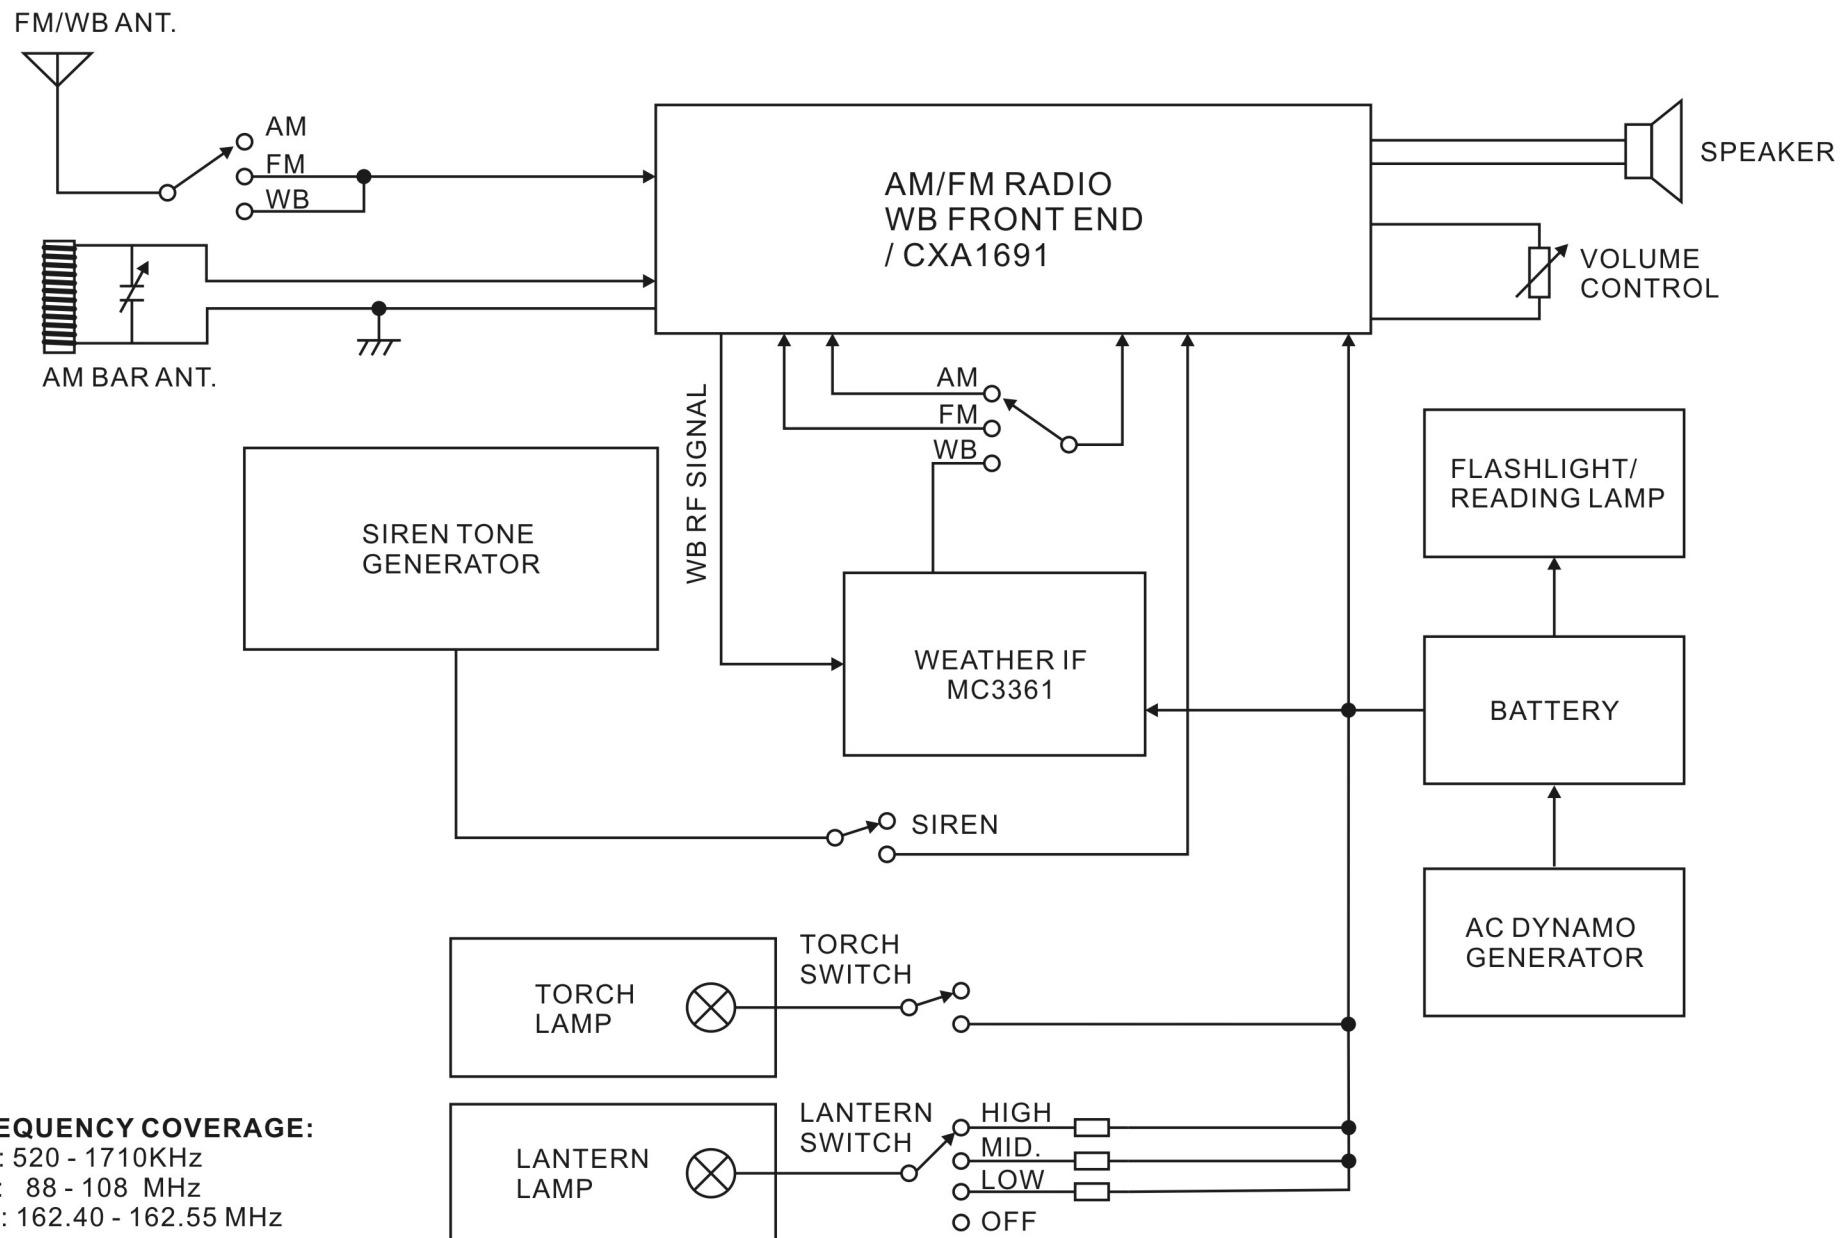 FM/WB ANT.
AM
FM
WB
AM BAR ANT.
AM/FM RADIO
WB FRONT END
/ CXA1691
SPEAKER
VOLUME
CONTROL
WB RF SIGNAL
AM
FM
WB
SIREN TONE
GENERATOR
WEATHER IF
MC3361
FLASHLIGHT/
READING LAMP
BATTERY
SIREN
AC DYNAMO
GENERATOR
TORCH
LAMP
TORCH
SWITCH
LANTERN
LAMP
LANTERN
SWITCH
HIGH
MID.
LOW
OFF
EQUENCY COVERAGE:
: 520 - 1710KHz
: 88 - 108 MHz
: 162.40 - 162.55 MHz